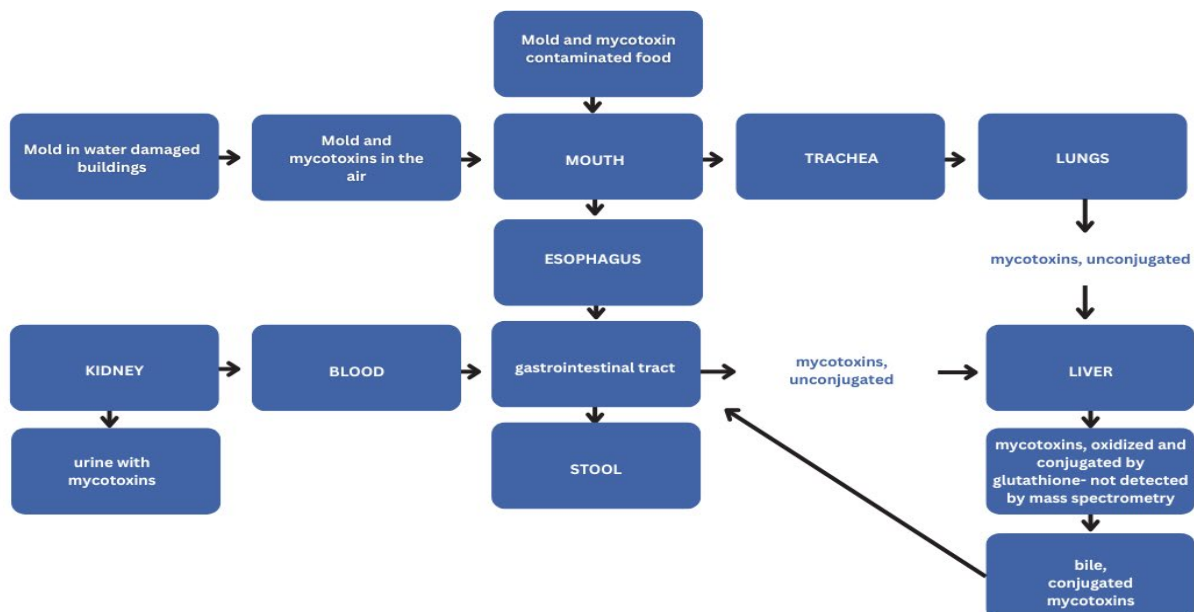 Mold and mycotoxin
contaminated food
Mold in water damaged
buildings
Mold and
mycotoxins in the
air
MOUTH
TRACHEA
LUNGS
ESOPHAGUS
mycotoxins, unconjugated
KIDNEY
BLOOD
gastrointestinal tract
mycotoxins,
unconjugated
LIVER
urine with
mycotoxins
STOOL
mycotoxins, oxidized and
conjugated by
glutathione- not detected
by mass spectrometry
bile,
conjugated
mycotoxins